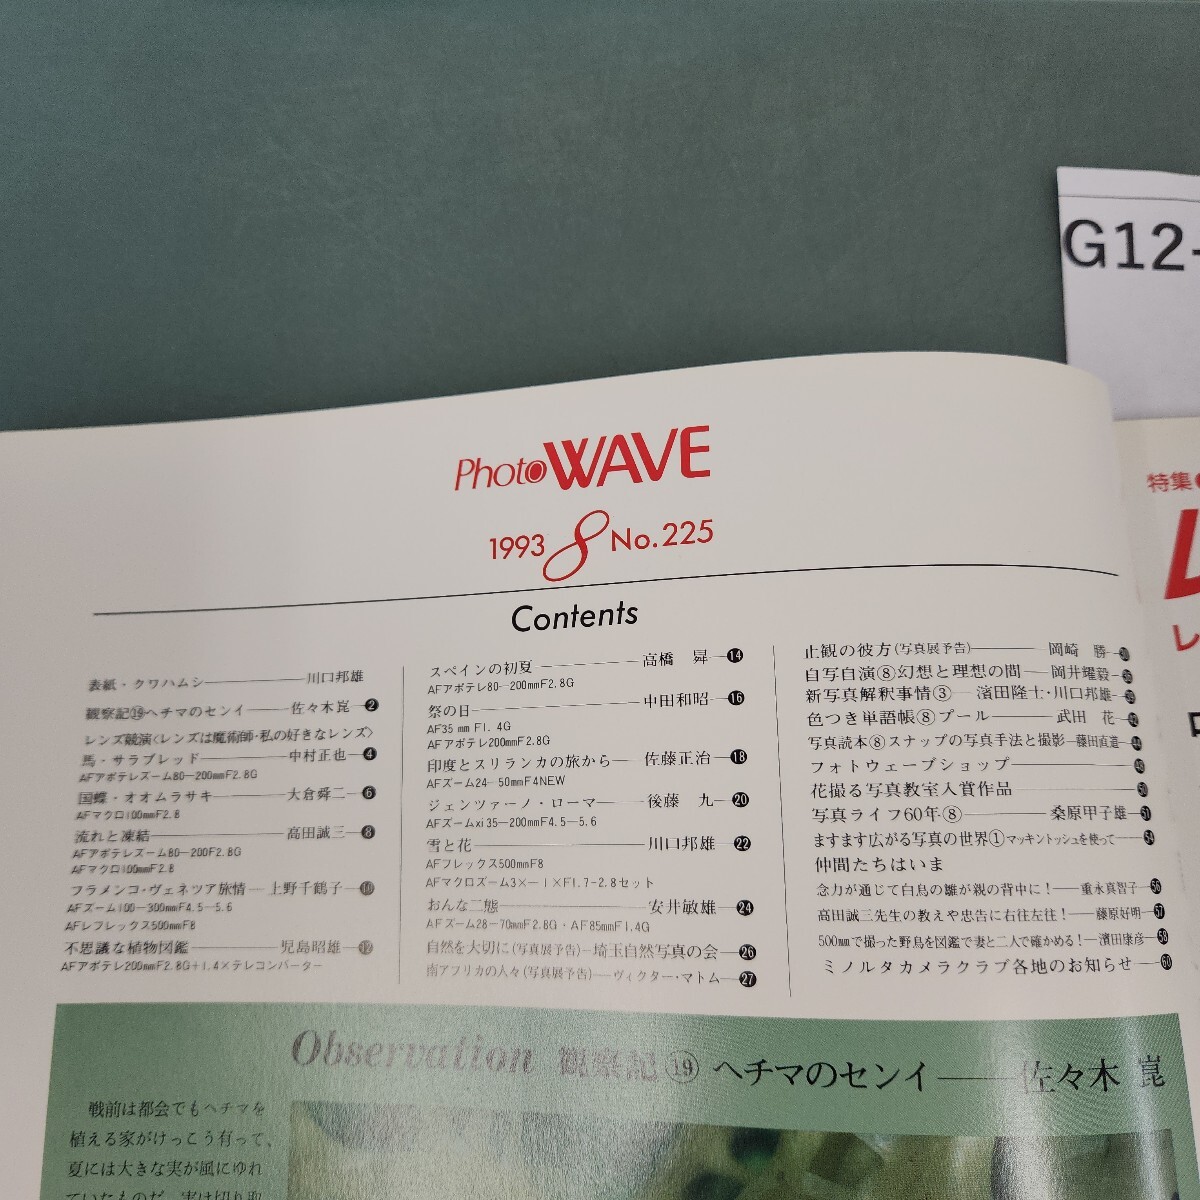 G12-
Photo WAVE
1993 8 No.225
Contents
表紙・クワハムシ――川口邦雄
観察記⑲ヘチマのセンイ――佐々木崑―2
レンズ競演〈レンズは魔術師・私の好きなレンズ〉
馬・サラブレッド――中村正也―4
AFアポテレズーム80―200mmF2.8G
国蝶・オオムラサキ――大倉舜二―6
AFマクロ100mmF2.8
流れと凍結――高田誠三―8
AFアポテレズーム80―200F2.8G
AFマクロ100mmF2.8
フラメンコ・ヴェネツア旅情―上野千鶴子―10
AFズーム100―300mmF4.5―5.6
AFレフレックス500mmF8
不思議な植物図鑑――児島昭雄―12
AFアポテレ200mmF2.8G+1.4×テレコンバーター
スペインの初夏――高橋 曻―14
AFアポテレ80―200mmF2.8G
祭の日――中田和昭―16
AF35mmF1.4G
AFアポテレ200mmF2.8G
印度とスリランカの旅から―佐藤正治―18
AFズーム24―50mmF4NEW
ジェンツァーノ・ローマ――後藤 九―20
AFズームxi35―200mmF4.5―5.6
雪と花――川口邦雄―22
AFフレックス500mmF8
AFマクロズーム3×―1×F1.7-2.8セット
おんな二態――安井敏雄―24
AFズーム28―70mmF2.8G・AF85mmF1.4G
自然を大切に(写真展予告)―埼玉自然写真の会―26
南アフリカの人々(写真展予告)―ヴィクター・マトム―27
止観の彼方(写真展予告)――岡崎 勝
自写自演⑧幻想と理想の間―岡井耀毅
新写真解釈事情③―濱田隆士・川口邦雄
色つき単語帳⑧プール――武田 花
写真読本⑧スナップの写真手法と撮影―藤田直道
フォトウェーブショップ――
花撮る写真教室入賞作品――50
写真ライフ60年⑧――桑原甲子雄―51
ますます広がる写真の世界①マッキントッシュを使って―54
仲間たちはいま
念力が通じて白鳥の雛が親の背中に!―重永真智子―56
高田誠三先生の教えや忠告に右往左往!―藤原好明―57
500mmで撮った野鳥を図鑑で妻と二人で確かめる!―濱田康彦―58
ミノルタカメラクラブ各地のお知らせ―60
特集
レ
Observation 観察記⑲ヘチマのセンイ――佐々木 崑
戦前は都会でもヘチマを
植える家がけっこう有って、
夏には大きな実が風にゆれ
ていたものだ。実は切り取